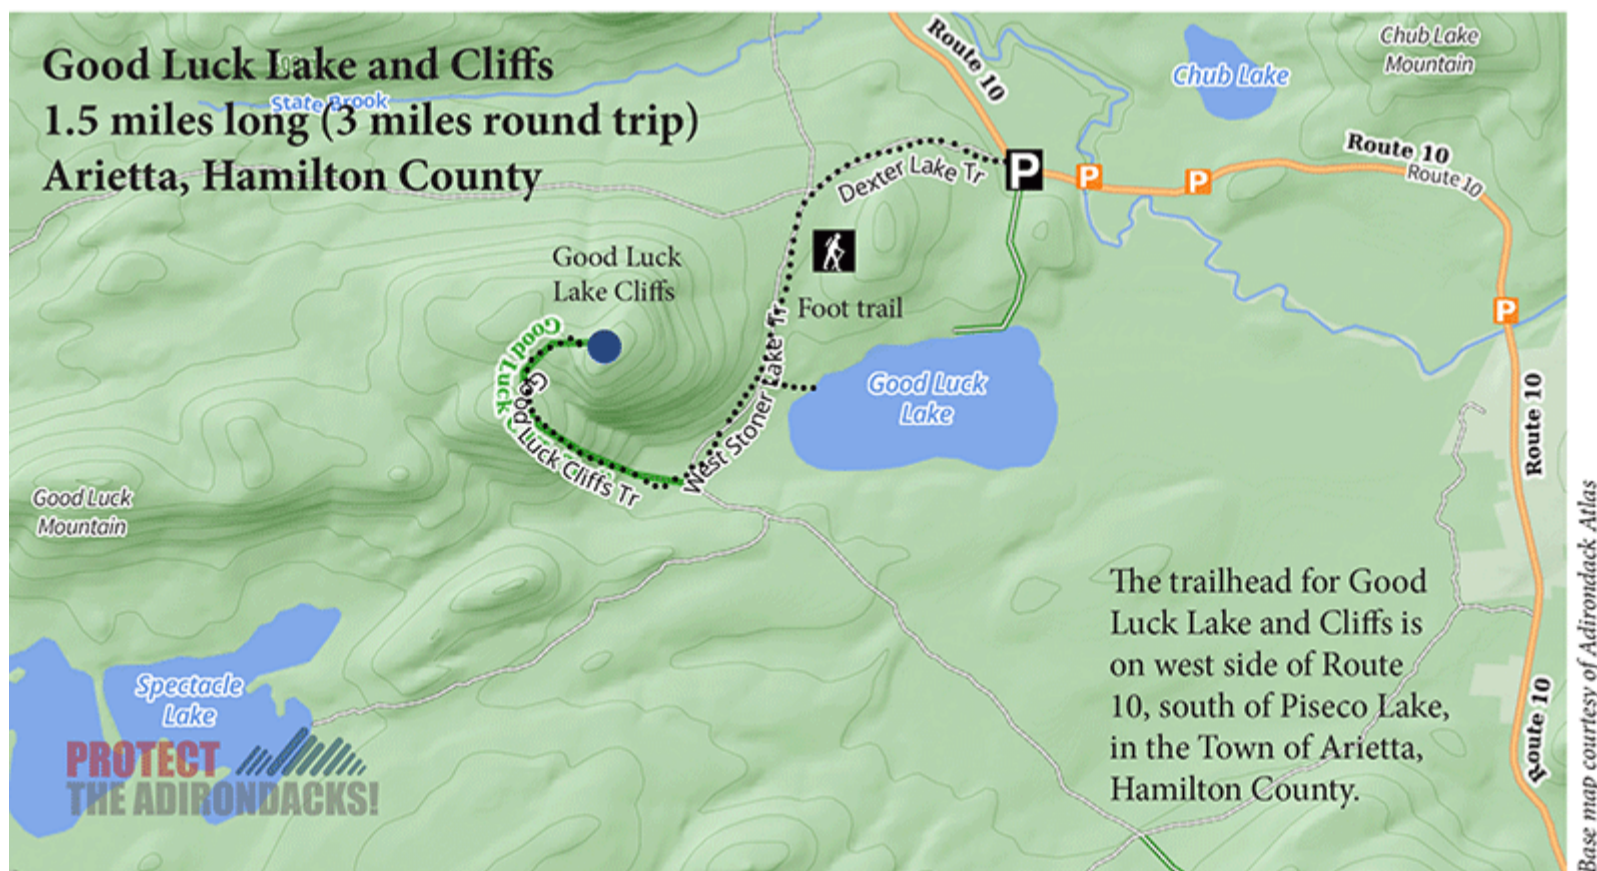 Good Luck Lake and Cliffs
1.5 miles long (3 miles round trip)
Arietta, Hamilton County
State Brook
Route 10
Chub Lake
Chub Lake
Mountain
P
P
P
Route 10
Route 10
Dexter Lake Tr
Good Luck
Lake Cliffs
Foot trail
P
Good Luck
Good Luck Cliffs Tr
West Stoner Lake Tr
Good Luck
Lake
Route 10
Good Luck
Mountain
The trailhead for Good
Luck Lake and Cliffs is
on west side of Route
10, south of Piseco Lake,
in the Town of Arietta,
Hamilton County.
Spectacle
Lake
Route 10
PROTECT
THE ADIRONDACKS!
Base map courtesy of Adirondack Atlas